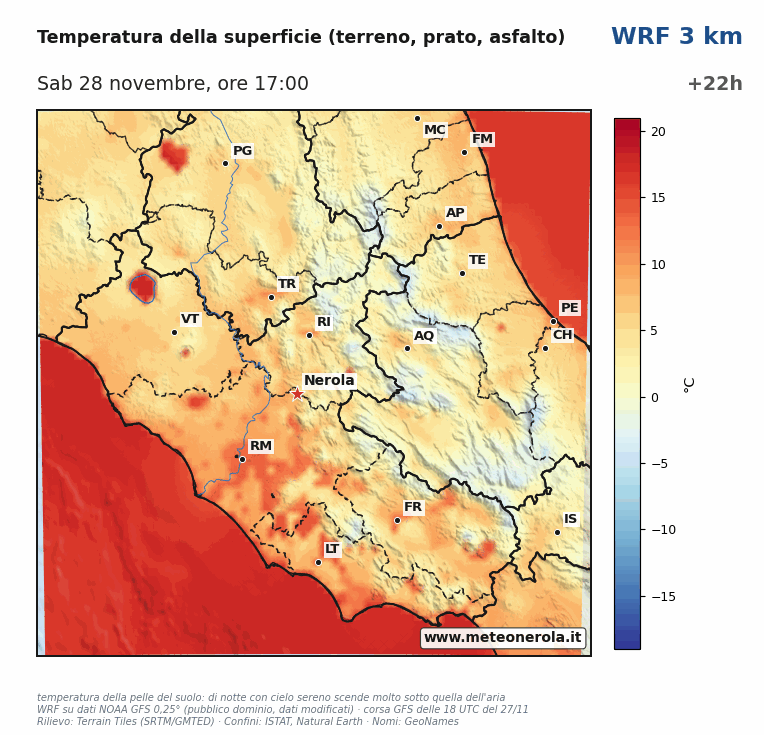 Temperatura della superficie (terreno, prato, asfalto)
WRF 3 km
Sab 28 novembre, ore 17:00
+22h
MC
FM
PG
AP
TE
TR
PE
VT
RI
AQ
CH
Nerola
RM
FR
IS
LT
www.meteonerola.it
20
15
10
5
0
−5
−10
−15
°C
temperatura della pelle del suolo: di notte con cielo sereno scende molto sotto quella dell'aria
WRF su dati NOAA GFS 0,25° (pubblico dominio, dati modificati) · corsa GFS delle 18 UTC del 27/11
Rilievo: Terrain Tiles (SRTM/GMTED) · Confini: ISTAT, Natural Earth · Nomi: GeoNames